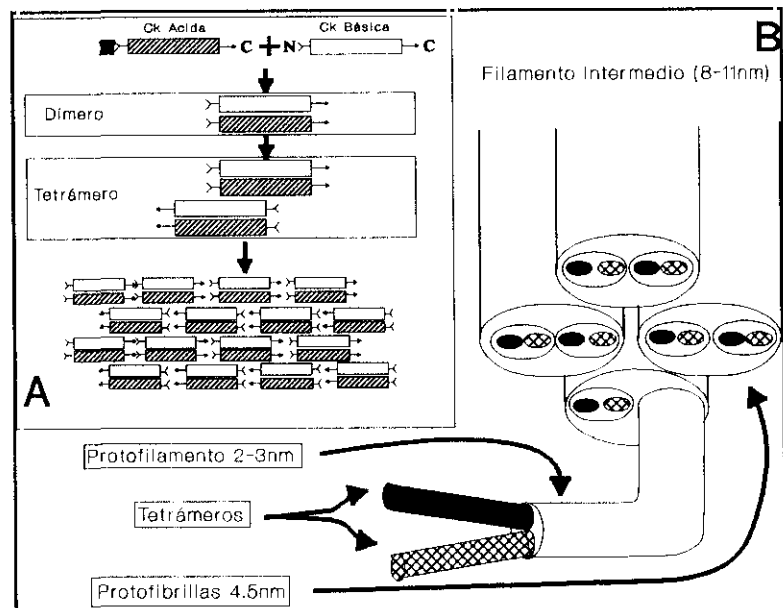 Ck Acida
Ck Básica
C
N
C
Dímero
Tetrámero
A
B
Filamento Intermedio (8-11nm)
Protofilamento 2-3nm
Tetrámeros
Protofibrillas 4.5nm